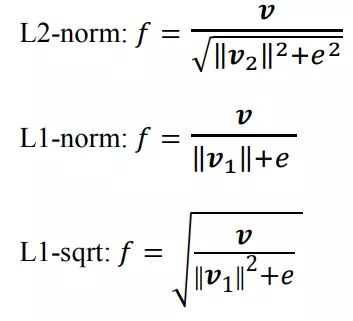 L2-norm: f = v / √(‖v₂‖²+e²)
L1-norm: f = v / (‖v₁‖+e)
L1-sqrt: f = √(v / (‖v₁‖²+e))